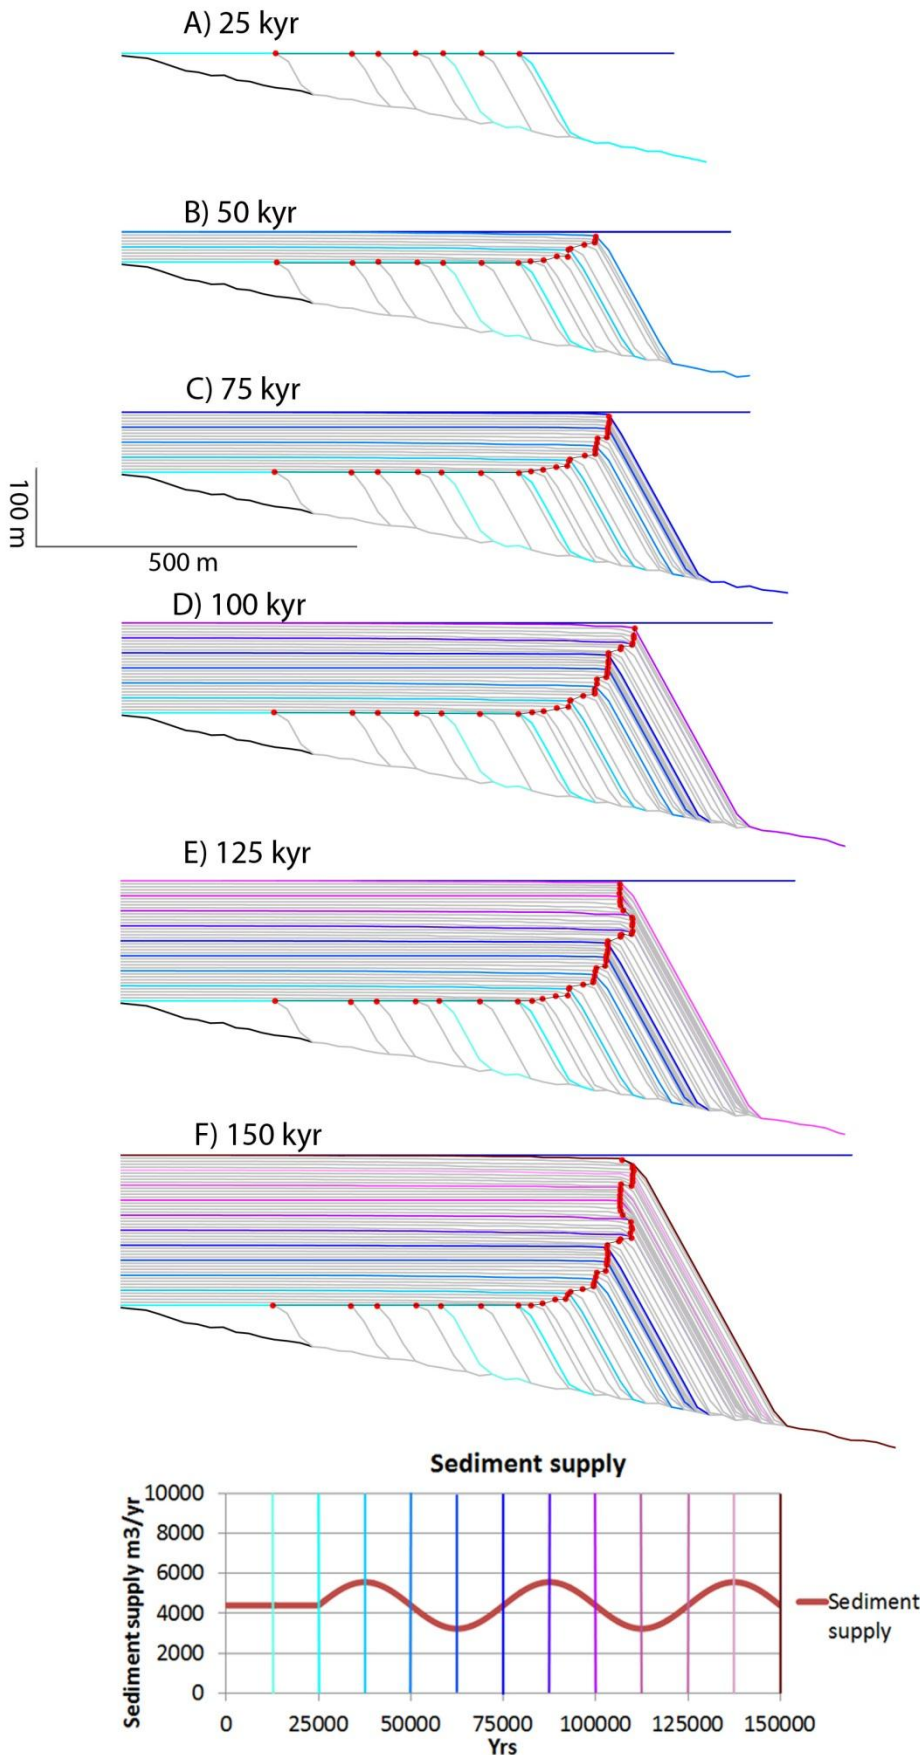 A) 25 kyr
B) 50 kyr
C) 75 kyr
100 m
500 m
D) 100 kyr
E) 125 kyr
F) 150 kyr
Sediment supply
Sediment supply m3/yr
10000
8000
6000
4000
2000
0
0 25000 50000 75000 100000 125000 150000
Yrs
Sediment
supply